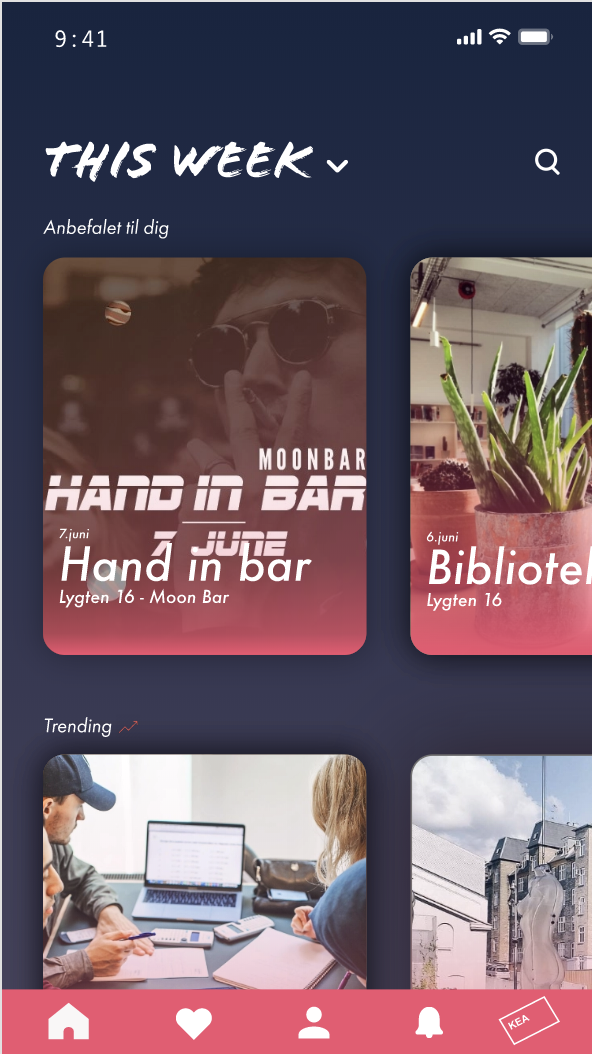 9:41
THIS WEEK
Anbefalet til dig
MOONBAR
HAND IN BAR
7 JUNE
7.juni
Hand in bar
Lygten 16 - Moon Bar
6.juni
Bibliotek
Lygten 16
Trending
KEA